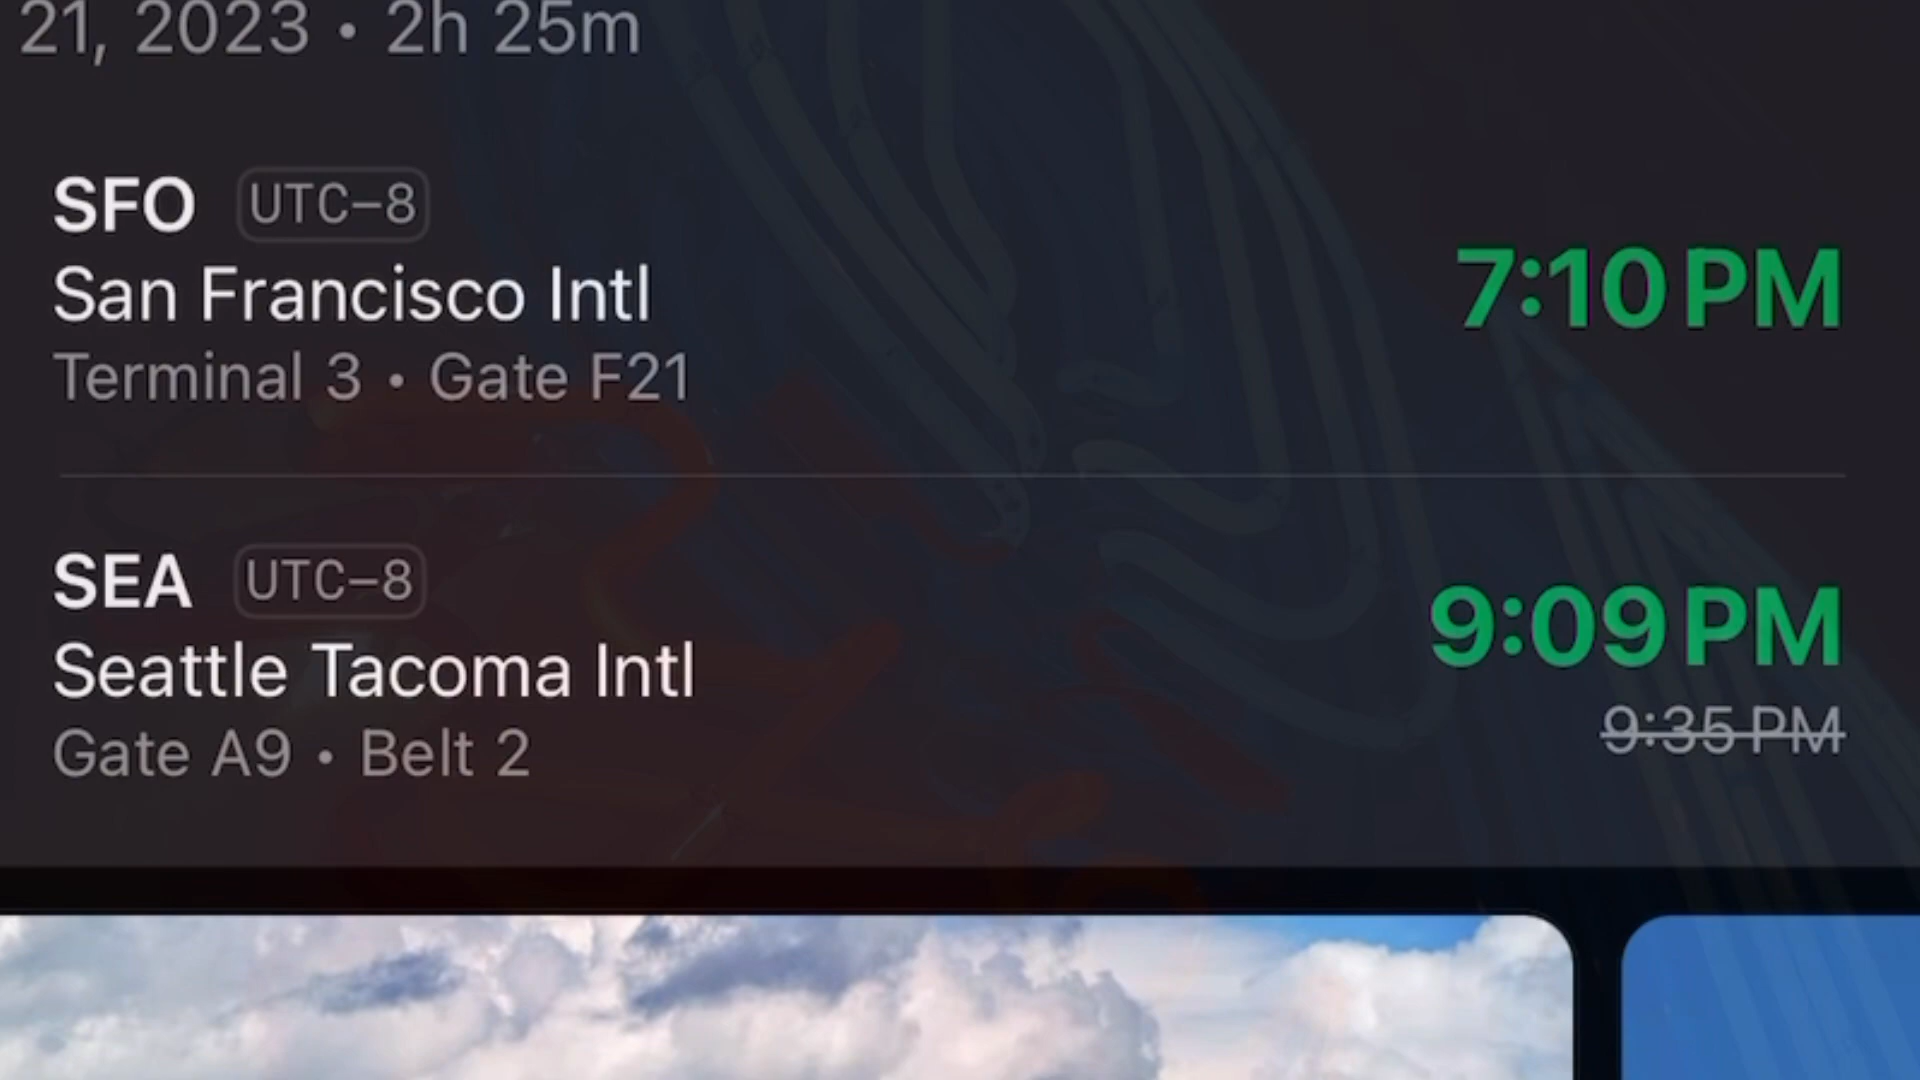 21, 2023 • 2h 25m
SFO UTC−8
San Francisco Intl
7:10 PM
Terminal 3 • Gate F21
SEA UTC−8
Seattle Tacoma Intl
9:09 PM
9:35 PM
Gate A9 • Belt 2